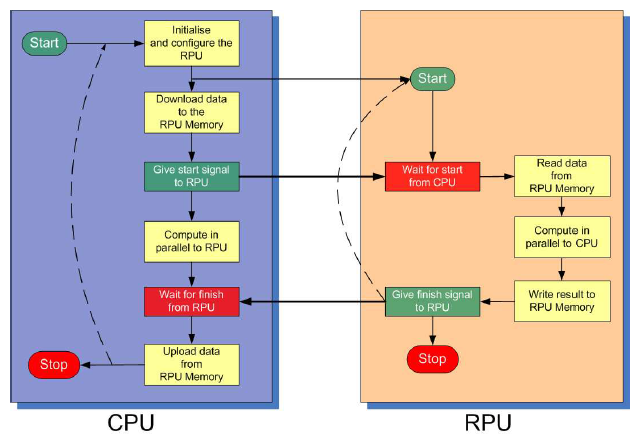 Start
Initialise
and configure the
RPU
Download data
to the
RPU Memory
Give start signal
to RPU
Compute in
parallel to RPU
Wait for finish
from RPU
Upload data
from
RPU Memory
Stop
CPU
Start
Wait for start
from CPU
Read data
from
RPU Memory
Compute in
parallel to CPU
Write result to
RPU Memory
Give finish signal
to RPU
Stop
RPU